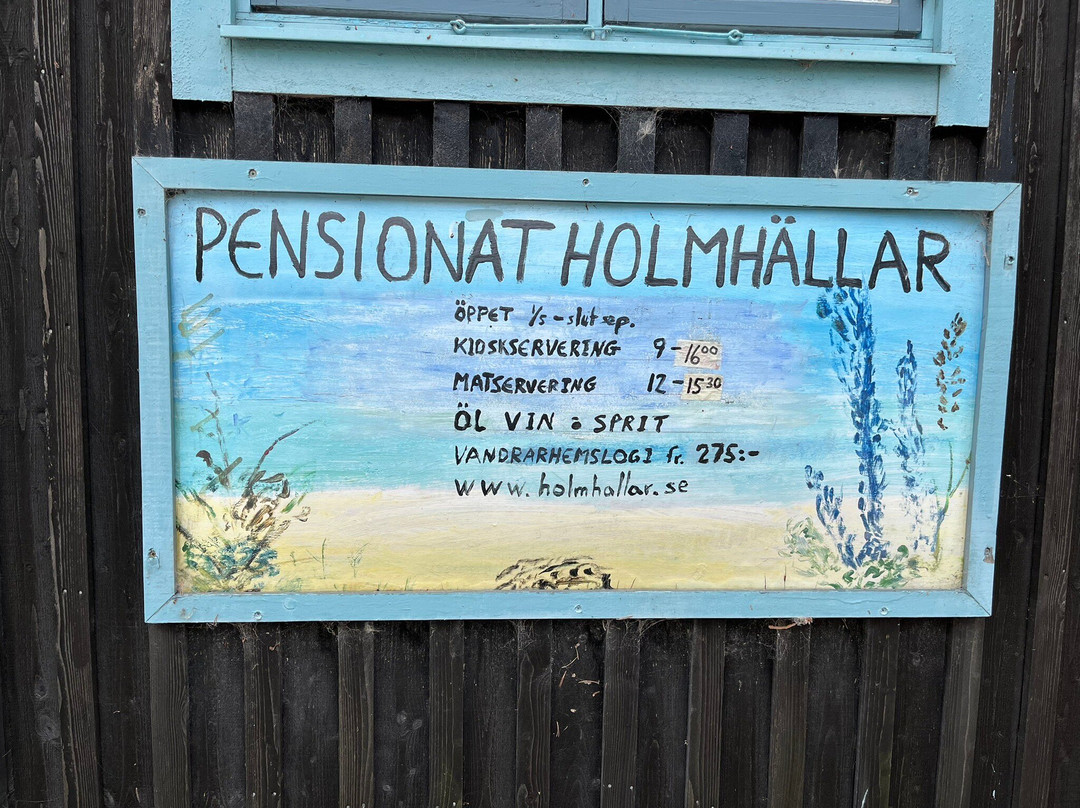 PENSIONAT HOLMHÄLLAR
ÖPPET 1/5 - slut sep.
KIOSKSERVERING 9 - 16⁰⁰
MATSERVERING 12 - 15³⁰
ÖL VIN & SPRIT
VANDRARHEMSLOGI fr. 275:-
www.holmhallar.se